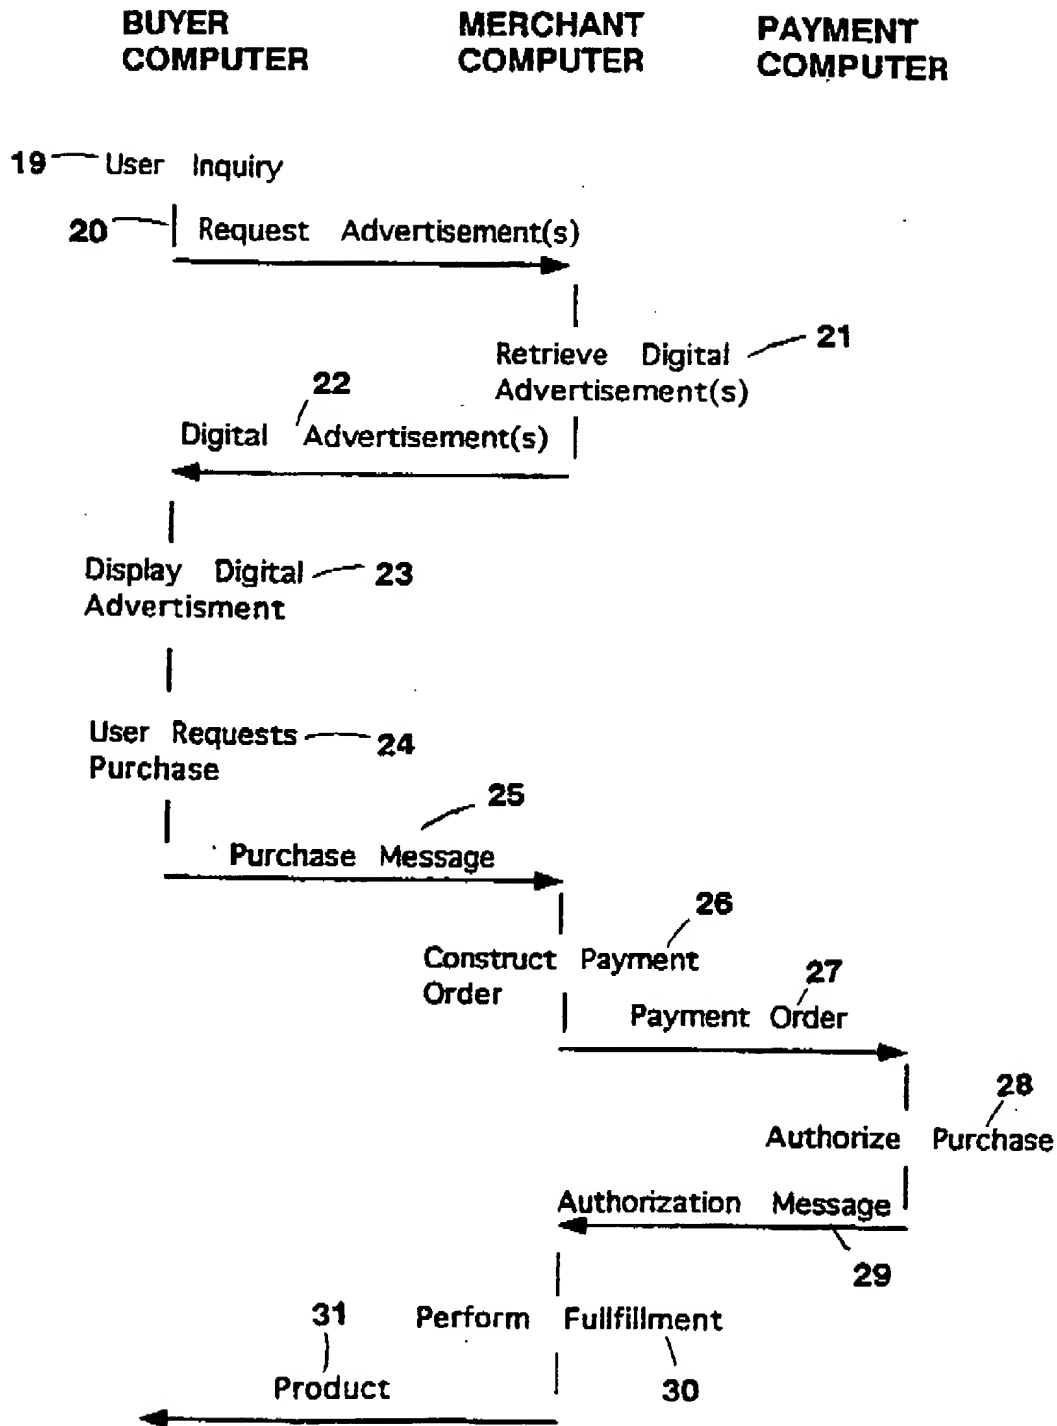 BUYER COMPUTER
MERCHANT COMPUTER
PAYMENT COMPUTER
19 User Inquiry
20 Request Advertisement(s)
21
Retrieve Digital
Advertisement(s)
22
Digital Advertisement(s)
Display Digital 23
Advertisment
User Requests 24
Purchase
25
Purchase Message
26
Construct Payment
Order
27
Payment Order
28
Authorize Purchase
Authorization Message
29
31
Perform Fullfillment
30
Product